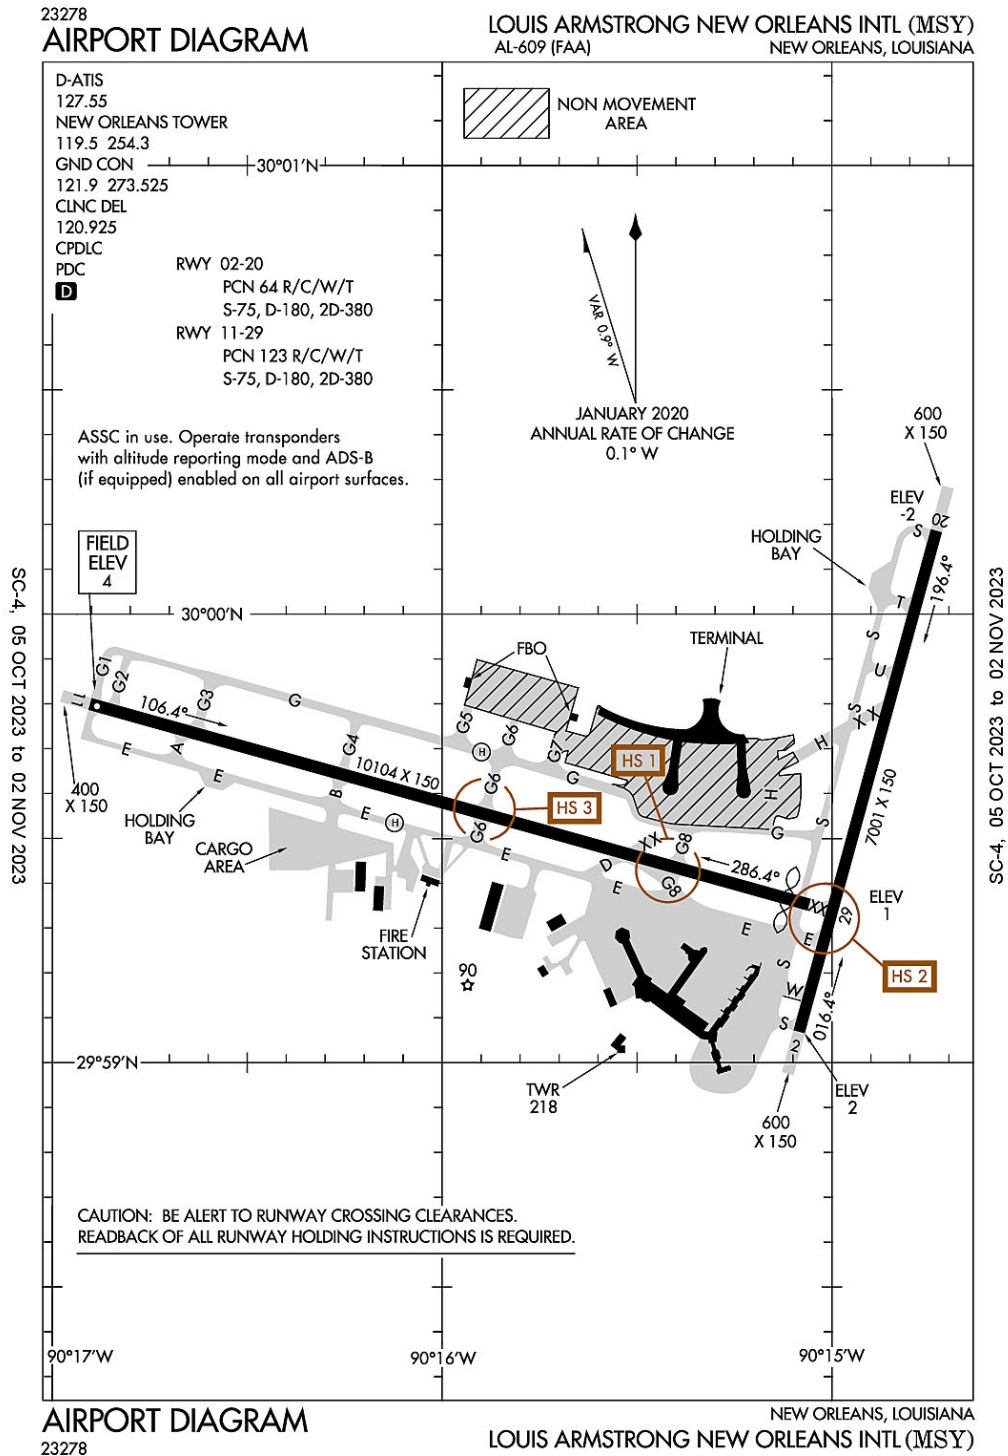 23278
AIRPORT DIAGRAM
LOUIS ARMSTRONG NEW ORLEANS INTL (MSY)
AL-609 (FAA)
NEW ORLEANS, LOUISIANA
D-ATIS
127.55
NEW ORLEANS TOWER
119.5 254.3
GND CON
121.9 273.525
CLNC DEL
120.925
CPDLC
PDC
D
NON MOVEMENT
AREA
30°01'N
RWY 02-20
PCN 64 R/C/W/T
S-75, D-180, 2D-380
RWY 11-29
PCN 123 R/C/W/T
S-75, D-180, 2D-380
VAR 0.9° W
JANUARY 2020
ANNUAL RATE OF CHANGE
0.1° W
ASSC in use. Operate transponders
with altitude reporting mode and ADS-B
(if equipped) enabled on all airport surfaces.
600
X 150
ELEV
-2
20
S
HOLDING
BAY
196.4°
T
FIELD
ELEV
4
30°00'N
FBO
TERMINAL
S
U
S
XX
H
G1
G2
G3
G
11
106.4°
G4
G5
G6
G7
H
G
HS 1
H
E
A
E
400
X 150
10104 X 150
HOLDING
BAY
B
E
H
G6
HS 3
G6
E
CARGO
AREA
XX
G8
G
S
7001 X 150
D
E
G8
286.4°
XX
29
ELEV
1
E
E
HS 2
FIRE
STATION
90
S
W
S
016.4°
2
29°59'N
TWR
218
ELEV
2
600
X 150
CAUTION: BE ALERT TO RUNWAY CROSSING CLEARANCES.
READBACK OF ALL RUNWAY HOLDING INSTRUCTIONS IS REQUIRED.
90°17'W
90°16'W
90°15'W
SC-4, 05 OCT 2023 to 02 NOV 2023
SC-4, 05 OCT 2023 to 02 NOV 2023
AIRPORT DIAGRAM
23278
NEW ORLEANS, LOUISIANA
LOUIS ARMSTRONG NEW ORLEANS INTL (MSY)